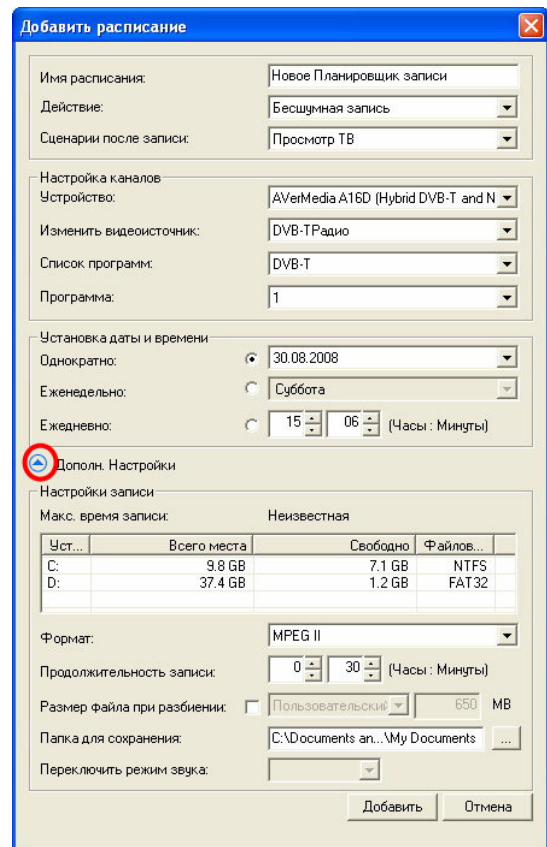 Добавить расписание
Имя расписания: Новое Планировщик записи
Действие: Бесшумная запись
Сценарии после записи: Просмотр ТВ
Настройка каналов
Устройство: AVerMedia A16D (Hybrid DVB-T and N
Изменить видеоисточник: DVB-TРадио
Список программ: DVB-T
Программа: 1
Установка даты и времени
Однократно: 30.08.2008
Еженедельно: Суббота
Ежедневно: 15 06 (Часы : Минуты)
Дополн. Настройки
Настройки записи
Макс. время записи: Неизвестная
Уст... Всего места Свободно Файлов...
C: 9.8 GB 7.1 GB NTFS
D: 37.4 GB 1.2 GB FAT32
Формат: MPEG II
Продолжительность записи: 0 30 (Часы : Минуты)
Размер файла при разбиении: Пользовательский 650 MB
Папка для сохранения: C:\Documents an...\My Documents ...
Переключить режим звука:
Добавить Отмена